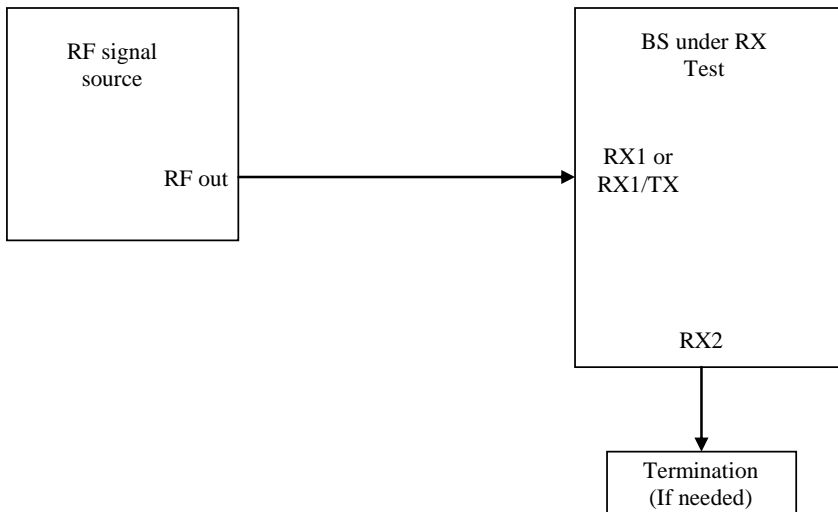 RF signal
source
RF out
BS under RX
Test
RX1 or
RX1/TX
RX2
Termination
(If needed)